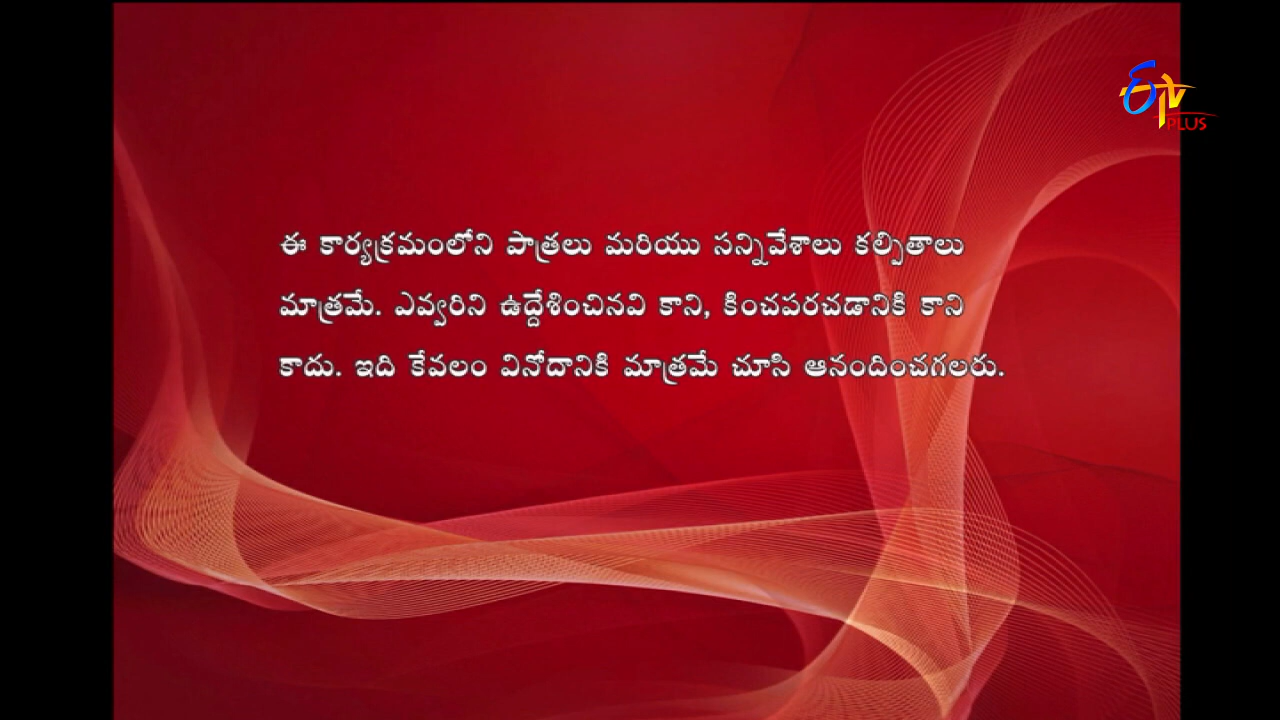 ETV
PLUS
ఈ కార్యక్రమంలోని పాత్రలు మరియు సన్నివేశాలు కల్పితాలు
మాత్రమే. ఎవ్వరిని ఉద్దేశించినవి కాని, కించపరచడానికి కాని
కాదు. ఇది కేవలం వినోదానికి మాత్రమే చూసి ఆనందించగలరు.